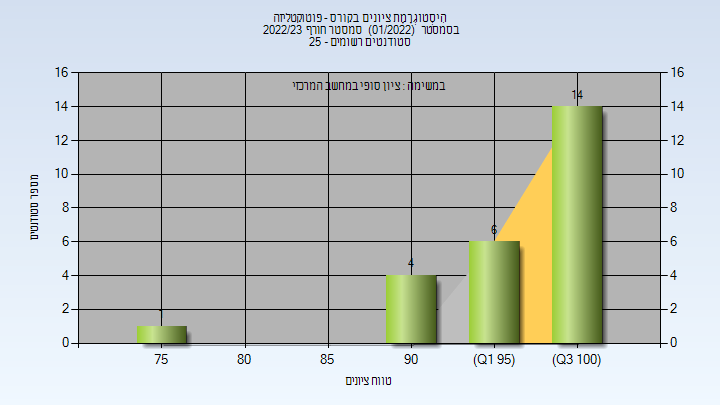 היסטוגרמת ציונים בקורס - פוטוקטליזה
בסמסטר (01/2022) סמסטר חורף 2022/23
סטודנטים רשומים - 25
במשימה : ציון סופי במחשב המרכזי
16 16
14 14 14
12 12
10 10
8 8
6 6 6
4 4 4
2 2
1
0 0
מספר סטודנטים
75 80 85 90 (Q1 95) (Q3 100)
טווח ציונים